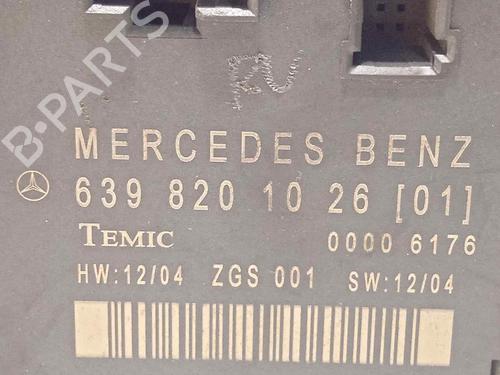 B-PARTS
MERCEDES BENZ
639 820 10 26 [01]
TEMIC 0000 6176
HW:12/04 ZGS 001 SW:12/04